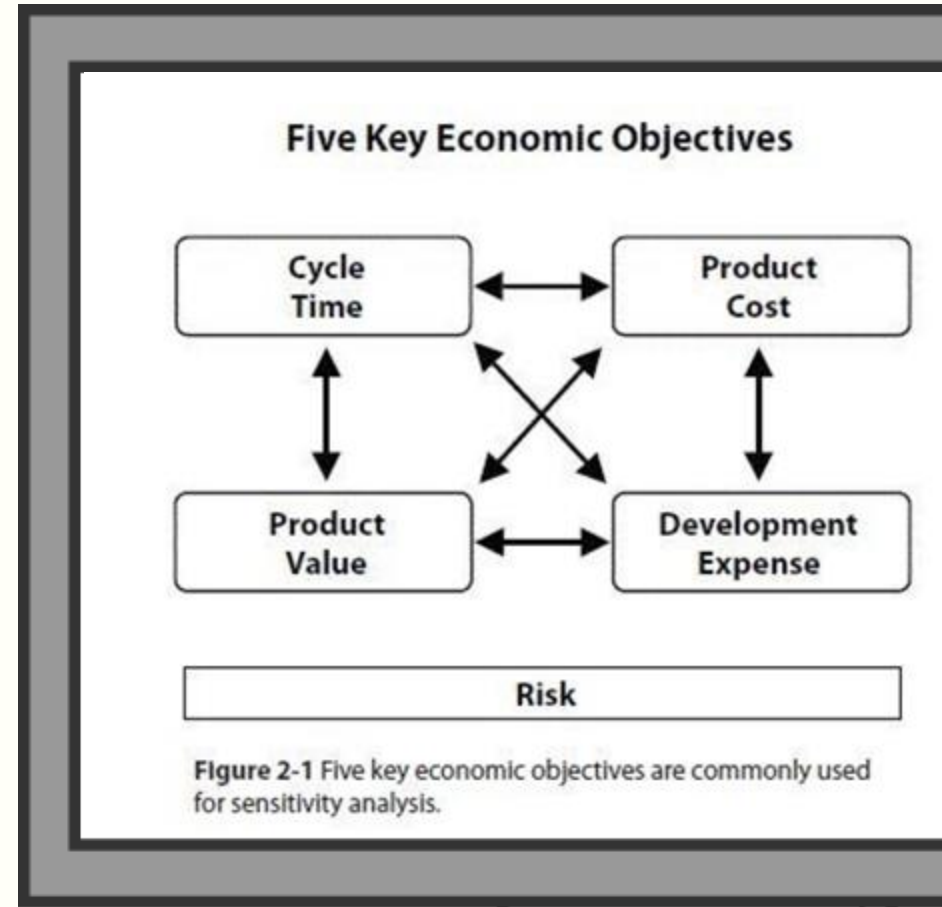 Five Key Economic Objectives
Cycle
Time
Product
Cost
Product
Value
Development
Expense
Risk
Figure 2-1 Five key economic objectives are commonly used
for sensitivity analysis.